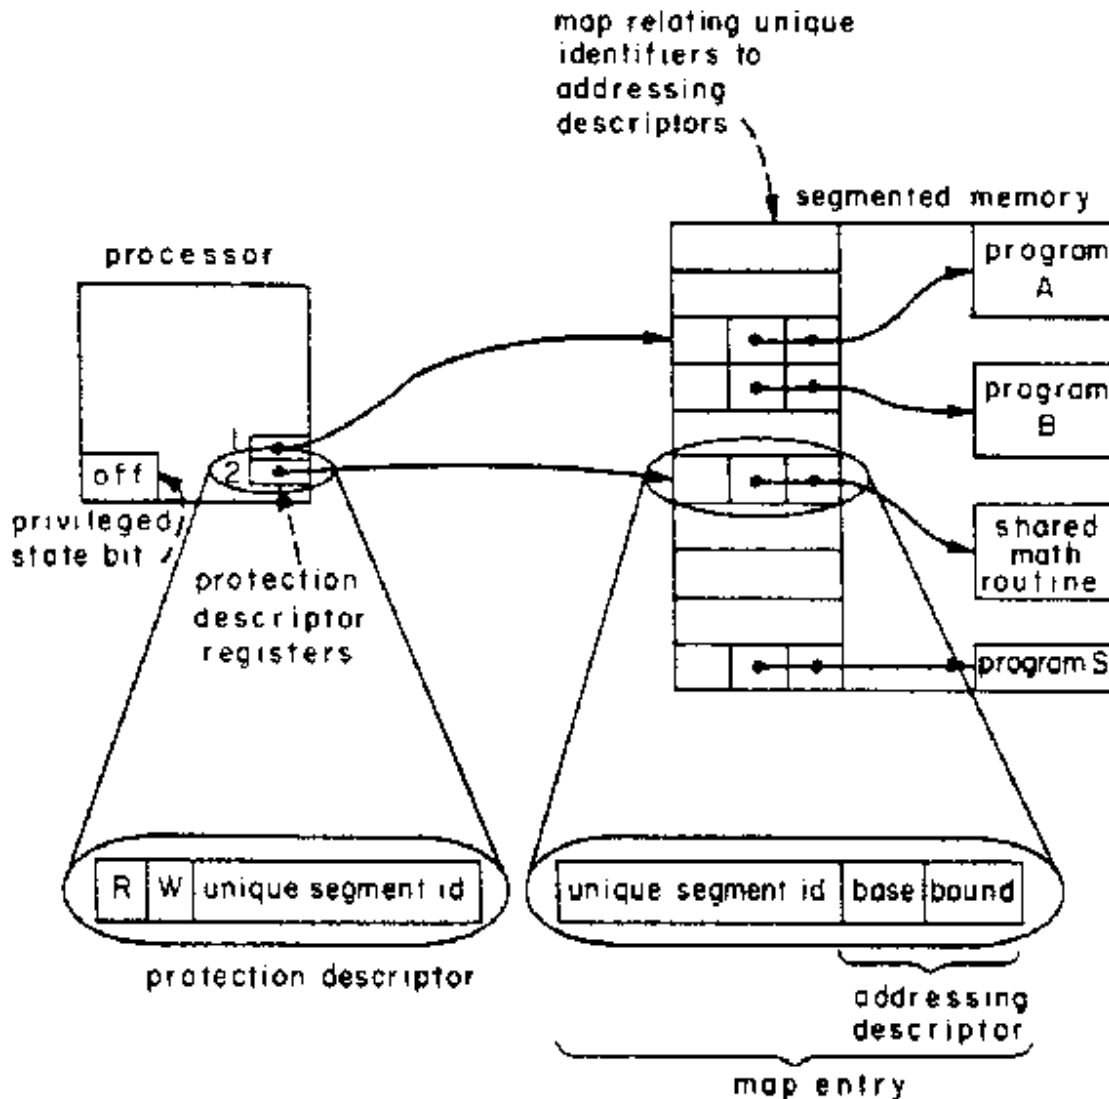 map relating unique
identifiers to
addressing
descriptors
segmented memory
processor
program
A
program
B
1
2
off
privileged
state bit
protection
descriptor
registers
shared
math
routine
program S
R W unique segment id
unique segment id base bound
protection descriptor
addressing
descriptor
map entry